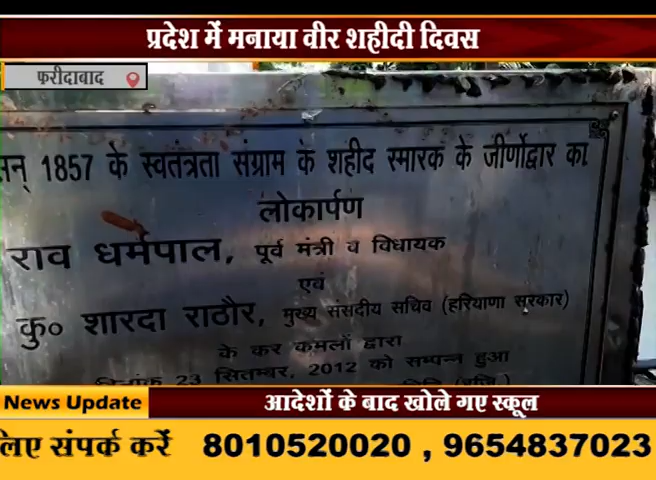 प्रदेश में मनाया वीर शहीदी दिवस
फरीदाबाद
सन् 1857 के स्वतंत्रता संग्राम के शहीद स्मारक के जीर्णोद्वार का
लोकार्पण
राव धर्मपाल, पूर्व मंत्री व विधायक
एवं
कु० शारदा राठौर, मुख्य संसदीय सचिव (हरियाणा सरकार)
के कर कमलों द्वारा
दिनांक 23 सितम्बर, 2012 को सम्पन्न हुआ
News Update
आदेशों के बाद खोले गए स्कूल
लिए संपर्क करें 8010520020 , 9654837023